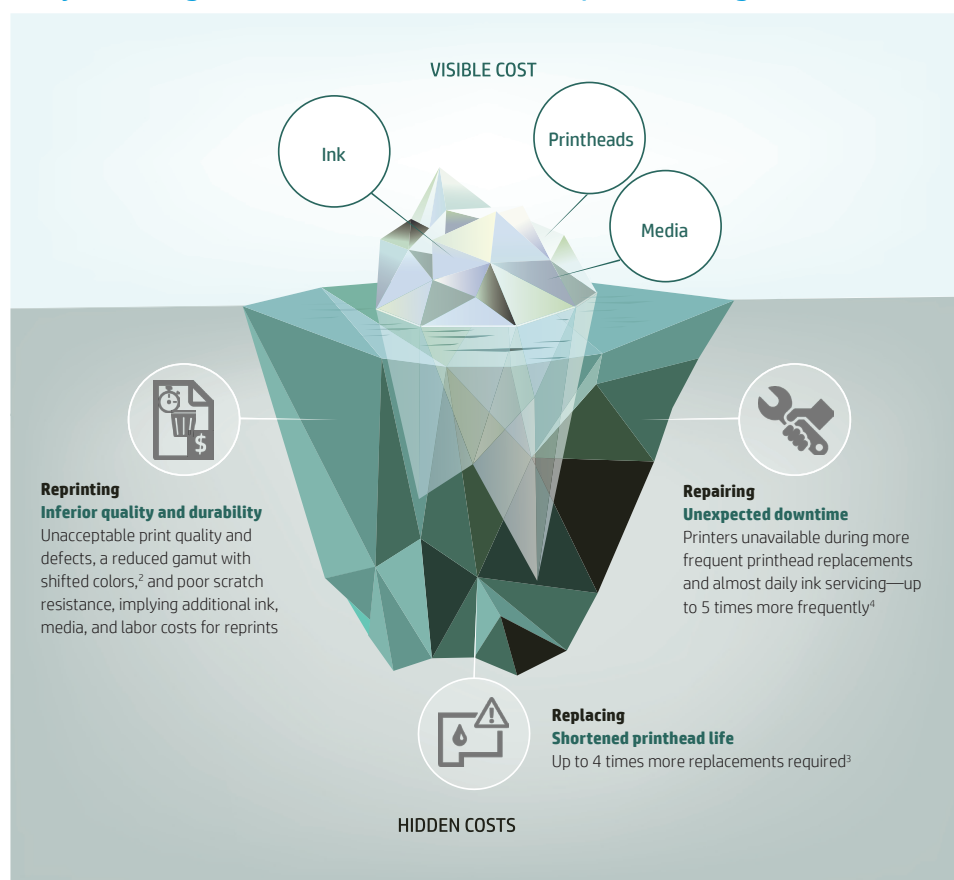 VISIBLE COST
Ink
Printheads
Media
Reprinting
Inferior quality and durability
Unacceptable print quality and
defects, a reduced gamut with
shifted colors,² and poor scratch
resistance, implying additional ink,
media, and labor costs for reprints
$
Repairing
Unexpected downtime
Printers unavailable during more
frequent printhead replacements
and almost daily ink servicing—up
to 5 times more frequently⁴
!
Replacing
Shortened printhead life
Up to 4 times more replacements required³
HIDDEN COSTS